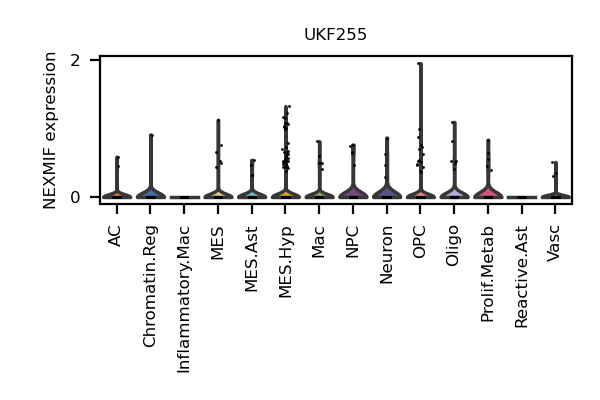 UKF255
NEXMIF expression
2
0
AC
Chromatin.Reg
Inflammatory.Mac
MES
MES.Ast
MES.Hyp
Mac
NPC
Neuron
OPC
Oligo
Prolif.Metab
Reactive.Ast
Vasc